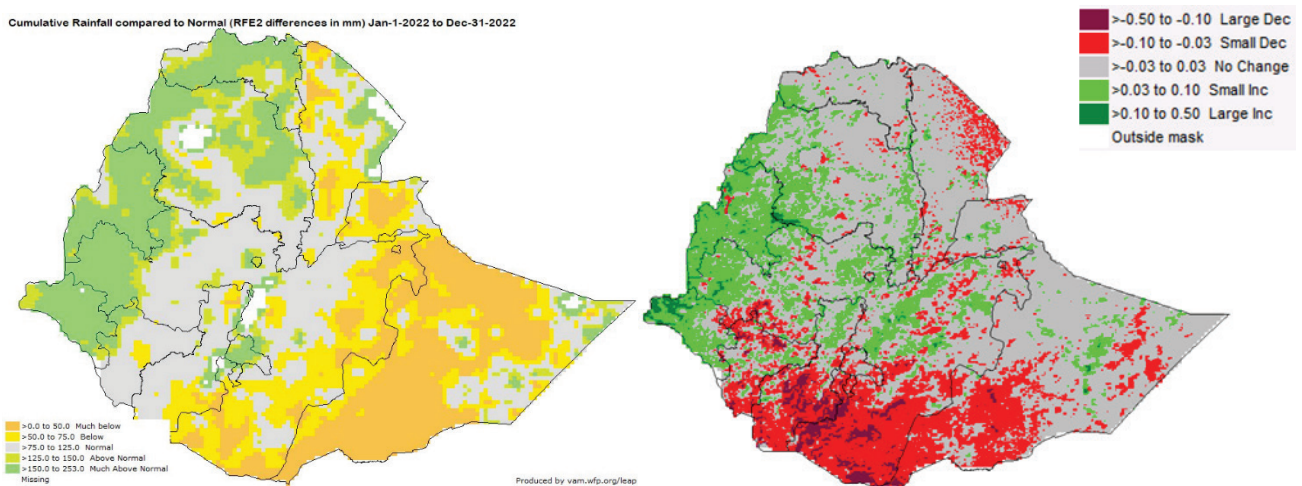 Cumulative Rainfall compared to Normal (RFE2 differences in mm) Jan-1-2022 to Dec-31-2022
>0.0 to 50.0 Much below
>50.0 to 75.0 Below
>75.0 to 125.0 Normal
>125.0 to 150.0 Above Normal
>150.0 to 253.0 Much Above Normal
Missing
Produced by vam.wfp.org/leap
>-0.50 to -0.10 Large Dec
>-0.10 to -0.03 Small Dec
>-0.03 to 0.03 No Change
>0.03 to 0.10 Small Inc
>0.10 to 0.50 Large Inc
Outside mask